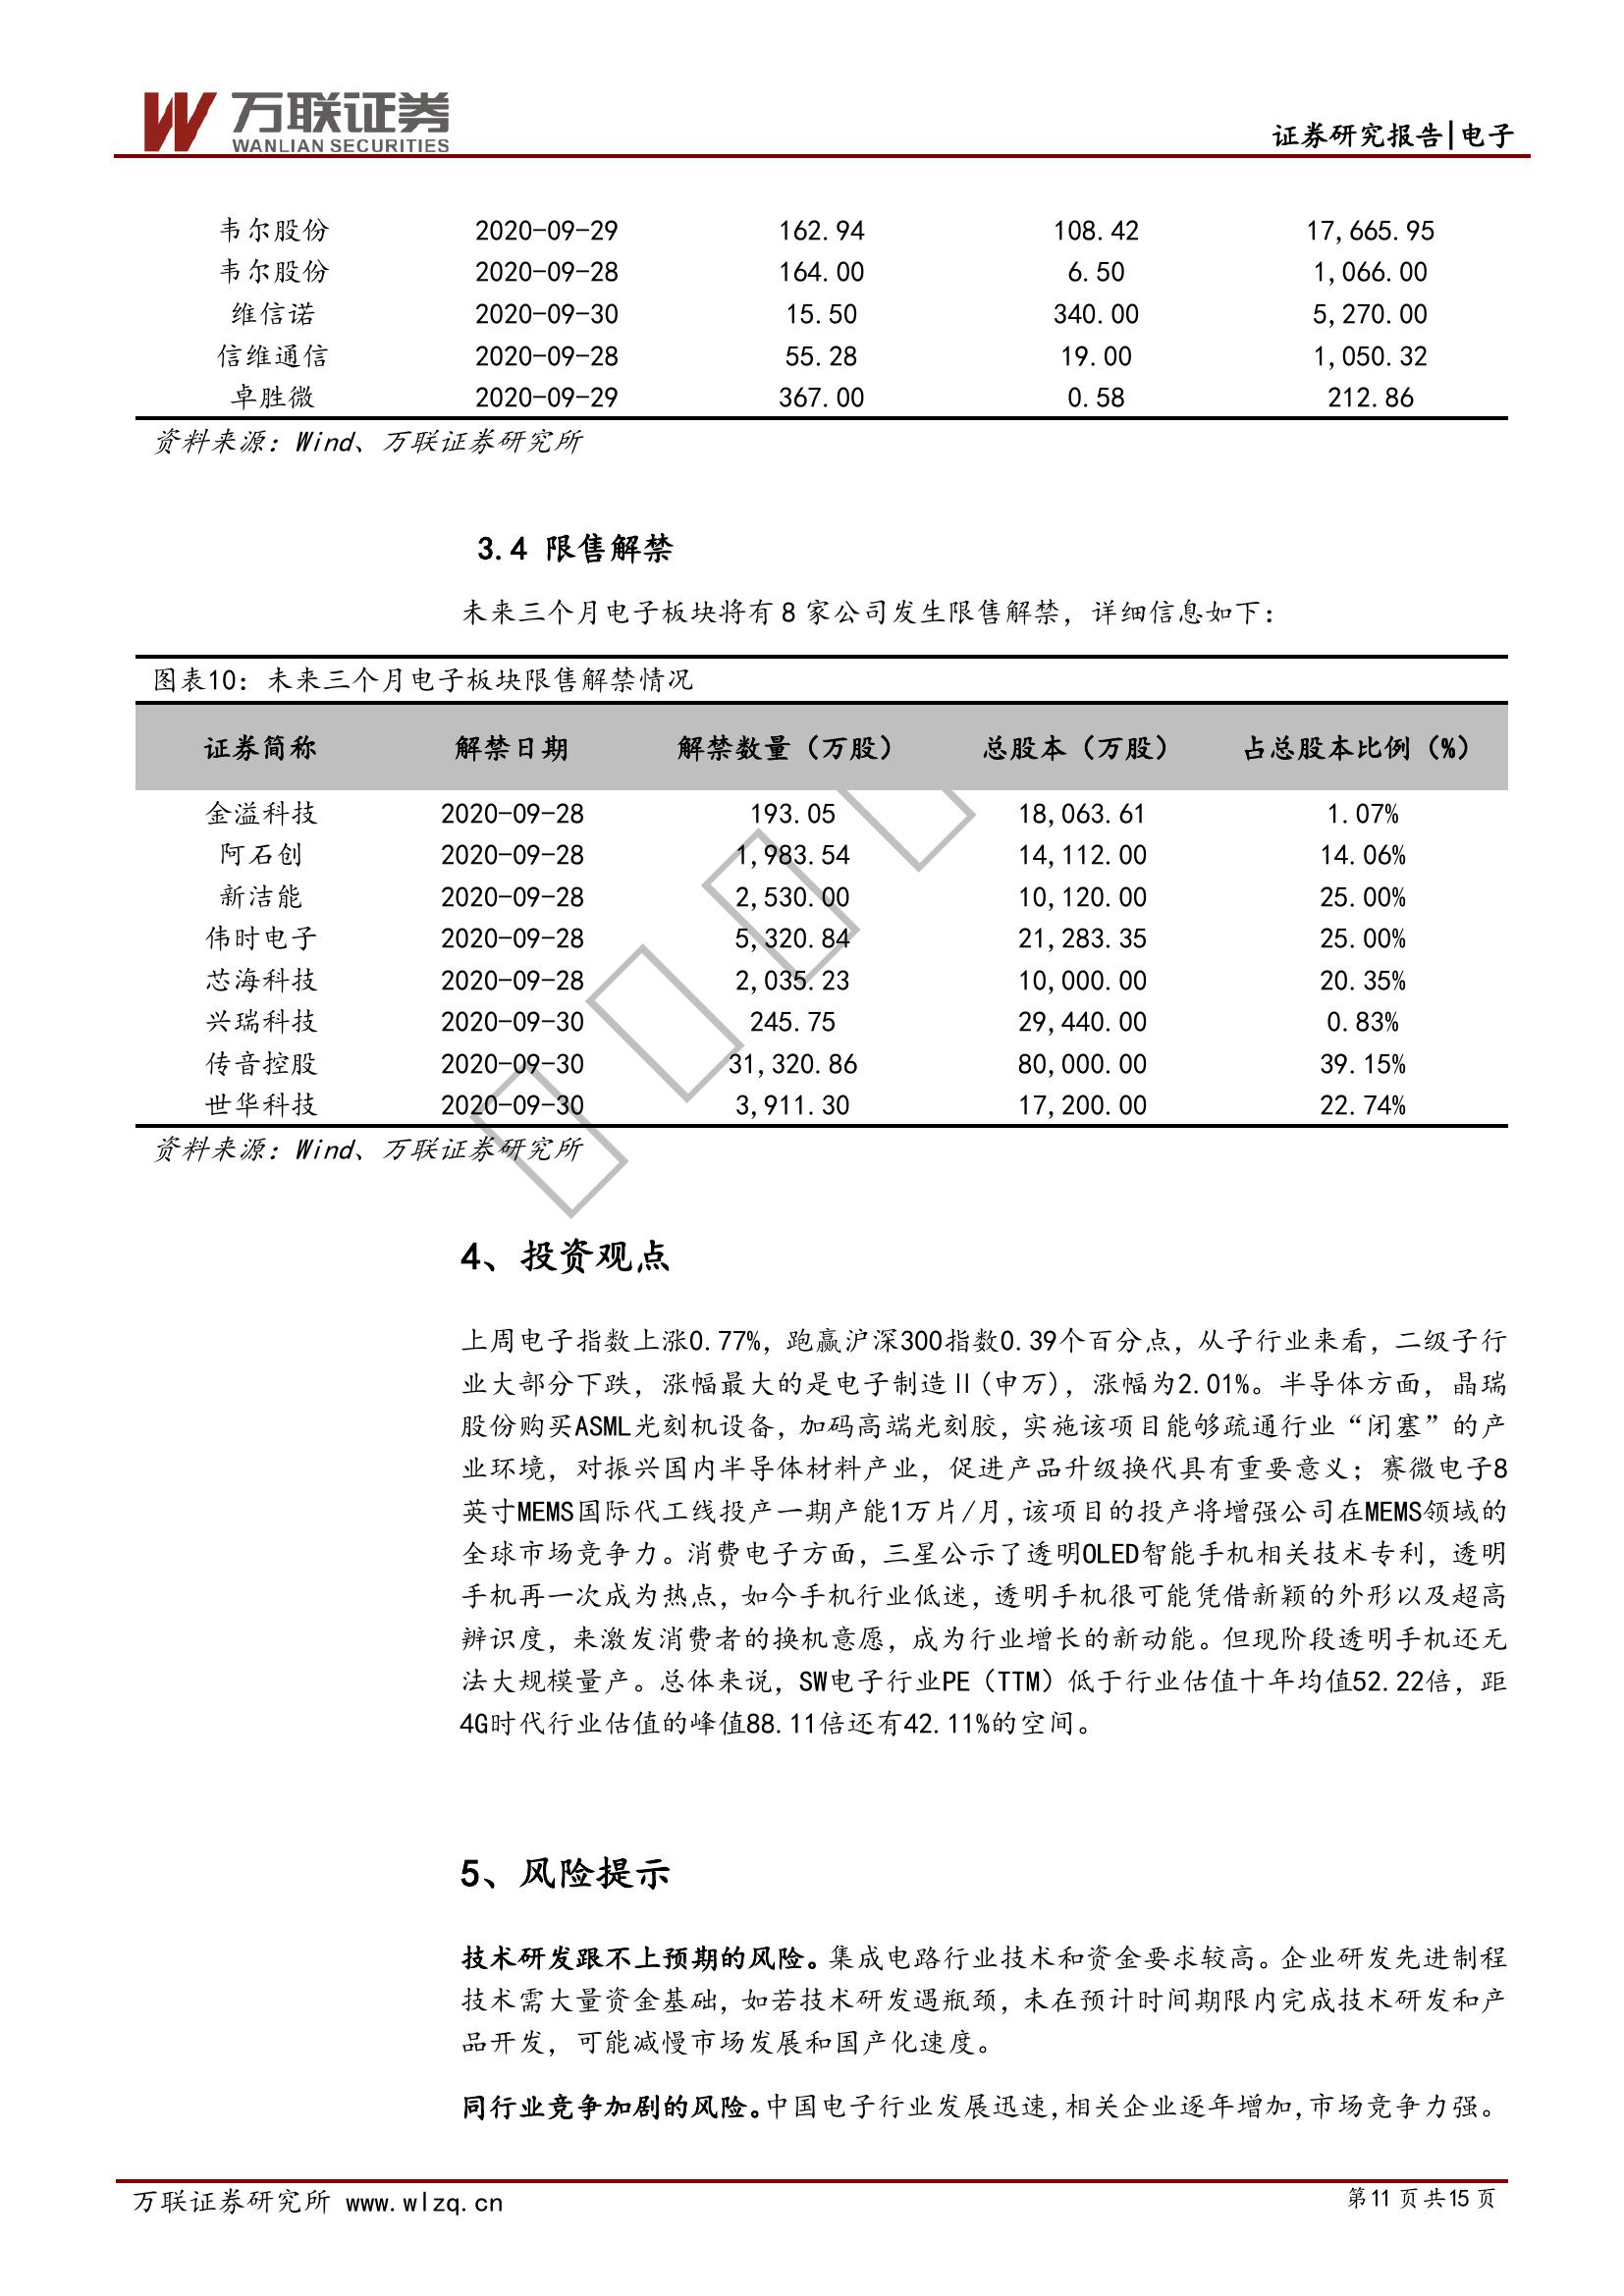 万联证券
WANLIAN SECURITIES
证券研究报告|电子
韦尔股份 2020-09-29 162.94 108.42 17,665.95
韦尔股份 2020-09-28 164.00 6.50 1,066.00
维信诺 2020-09-30 15.50 340.00 5,270.00
信维通信 2020-09-28 55.28 19.00 1,050.32
卓胜微 2020-09-29 367.00 0.58 212.86
资料来源：Wind、万联证券研究所
3.4 限售解禁
未来三个月电子板块将有 8 家公司发生限售解禁，详细信息如下：
图表10：未来三个月电子板块限售解禁情况
证券简称 解禁日期 解禁数量（万股） 总股本（万股） 占总股本比例（%）
金溢科技 2020-09-28 193.05 18,063.61 1.07%
阿石创 2020-09-28 1,983.54 14,112.00 14.06%
新洁能 2020-09-28 2,530.00 10,120.00 25.00%
伟时电子 2020-09-28 5,320.84 21,283.35 25.00%
芯海科技 2020-09-28 2,035.23 10,000.00 20.35%
兴瑞科技 2020-09-30 245.75 29,440.00 0.83%
传音控股 2020-09-30 31,320.86 80,000.00 39.15%
世华科技 2020-09-30 3,911.30 17,200.00 22.74%
资料来源：Wind、万联证券研究所
4、投资观点
上周电子指数上涨0.77%，跑赢沪深300指数0.39个百分点，从子行业来看，二级子行
业大部分下跌，涨幅最大的是电子制造Ⅱ(申万)，涨幅为2.01%。半导体方面，晶瑞
股份购买ASML光刻机设备，加码高端光刻胶，实施该项目能够疏通行业“闭塞”的产
业环境，对振兴国内半导体材料产业，促进产品升级换代具有重要意义；赛微电子8
英寸MEMS国际代工线投产一期产能1万片/月，该项目的投产将增强公司在MEMS领域的
全球市场竞争力。消费电子方面，三星公示了透明OLED智能手机相关技术专利，透明
手机再一次成为热点，如今手机行业低迷，透明手机很可能凭借新颖的外形以及超高
辨识度，来激发消费者的换机意愿，成为行业增长的新动能。但现阶段透明手机还无
法大规模量产。总体来说，SW电子行业PE（TTM）低于行业估值十年均值52.22倍，距
4G时代行业估值的峰值88.11倍还有42.11%的空间。
5、风险提示
技术研发跟不上预期的风险。集成电路行业技术和资金要求较高。企业研发先进制程
技术需大量资金基础，如若技术研发遇瓶颈，未在预计时间期限内完成技术研发和产
品开发，可能减慢市场发展和国产化速度。
同行业竞争加剧的风险。中国电子行业发展迅速，相关企业逐年增加，市场竞争力强。
万联证券研究所 www.wlzq.cn 第11 页共15 页